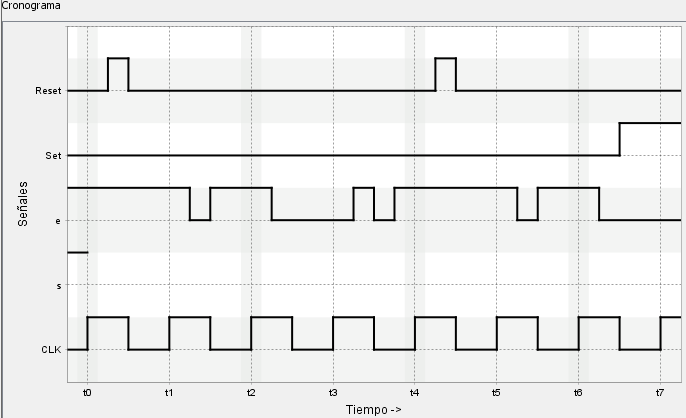 Cronograma
Reset
Set
Señales
e
s
CLK
t0 t1 t2 t3 t4 t5 t6 t7
Tiempo ->